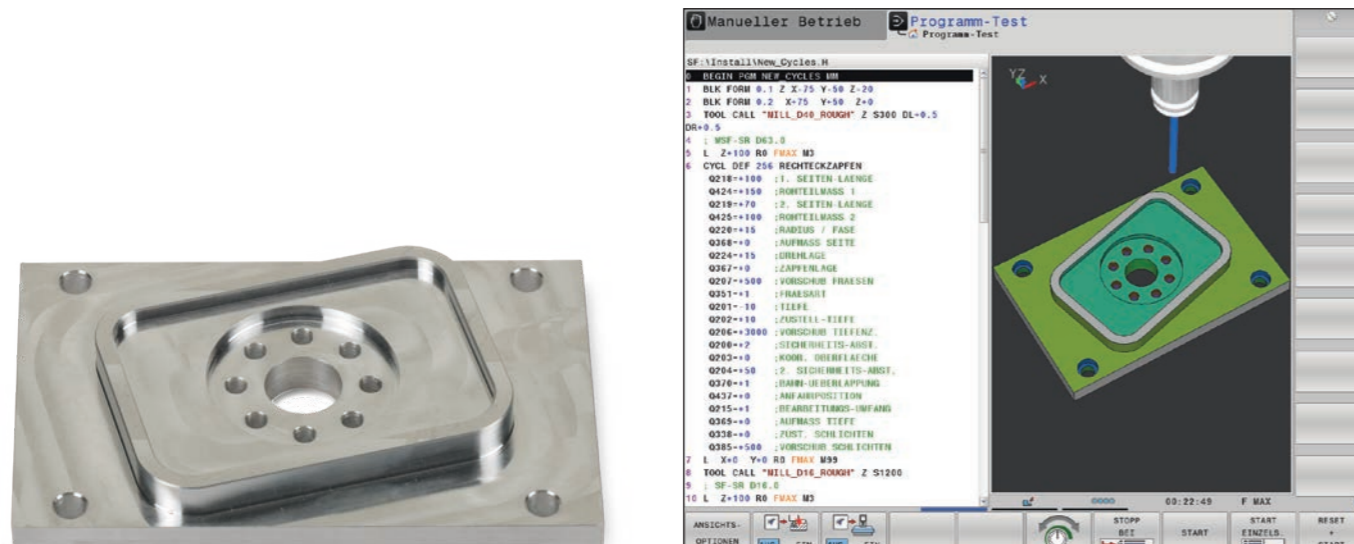 Manueller Betrieb
Programm-Test
Programm-Test
SF:\Install\New_Cycles.H
0 BEGIN PGM NEW_CYCLES MM
1 BLK FORM 0.1 Z X-75 Y-50 Z-20
2 BLK FORM 0.2 X+75 Y+50 Z+0
3 TOOL CALL "MILL_D40_ROUGH" Z S300 DL+0.5
DR+0.5
4 ; WSF-SR D63.0
5 L Z+100 R0 FMAX M3
6 CYCL DEF 256 RECHTECKZAPFEN
Q218=+100 ;1. SEITEN-LAENGE
Q424=+150 ;ROHTEILMASS 1
Q219=+70 ;2. SEITEN-LAENGE
Q425=+100 ;ROHTEILMASS 2
Q220=+15 ;RADIUS / FASE
Q368=+0 ;AUFMASS SEITE
Q224=+15 ;DREHLAGE
Q367=+0 ;ZAPFENLAGE
Q207=+500 ;VORSCHUB FRAESEN
Q351=+1 ;FRAESART
Q201=-10 ;TIEFE
Q202=+10 ;ZUSTELL-TIEFE
Q206=+3000 ;VORSCHUB TIEFENZ.
Q200=+2 ;SICHERHEITS-ABST.
Q203=+0 ;KOOR. OBERFLAECHE
Q204=+50 ;2. SICHERHEITS-ABST.
Q370=+1 ;BAHN-UEBERLAPPUNG
Q437=+0 ;ANFAHRPOSITION
Q215=+1 ;BEARBEITUNGS-UMFANG
Q369=+0 ;AUFMASS TIEFE
Q338=+0 ;ZUST. SCHLICHTEN
Q385=+500 ;VORSCHUB SCHLICHTEN
7 L X+0 Y+0 R0 FMAX M99
8 TOOL CALL "MILL_D16_ROUGH" Z S1200
9 ; SF-SR D16.0
10 L Z+100 R0 FMAX M3
YZ X
00:22:49 F MAX
ANSICHTS-
OPTIONEN
STOPP
BEI
START
START
EINZELS.
RESET
+
START